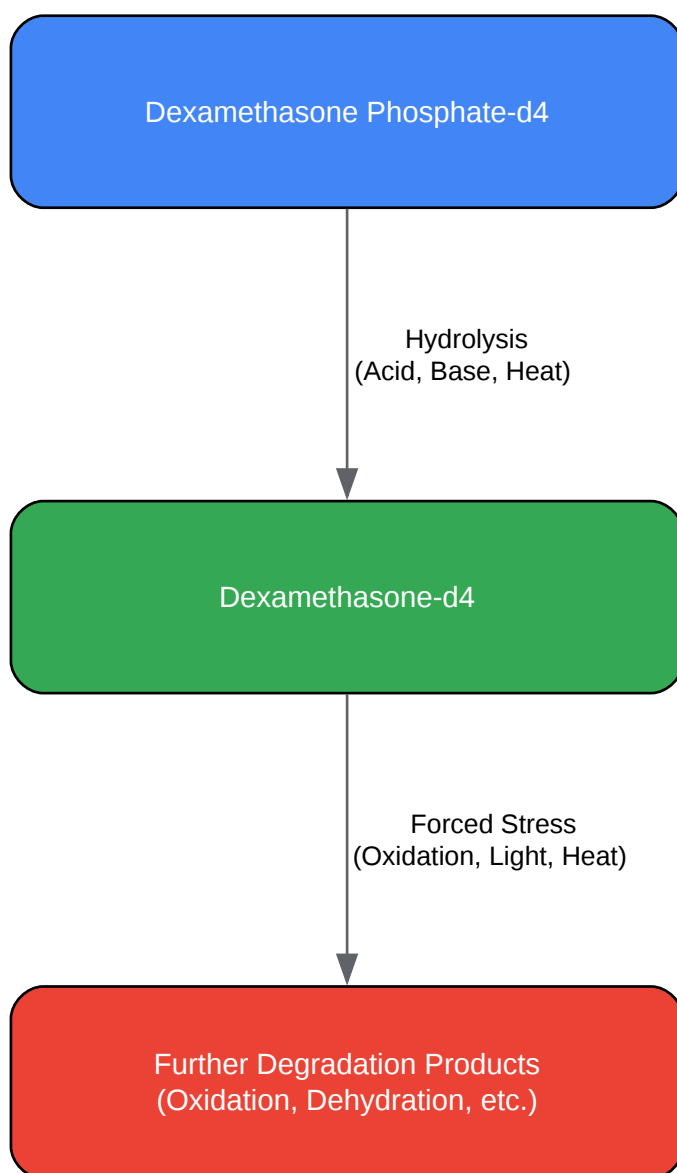 Dexamethasone Phosphate-d4
Hydrolysis
(Acid, Base, Heat)
Dexamethasone-d4
Forced Stress
(Oxidation, Light, Heat)
Further Degradation Products
(Oxidation, Dehydration, etc.)